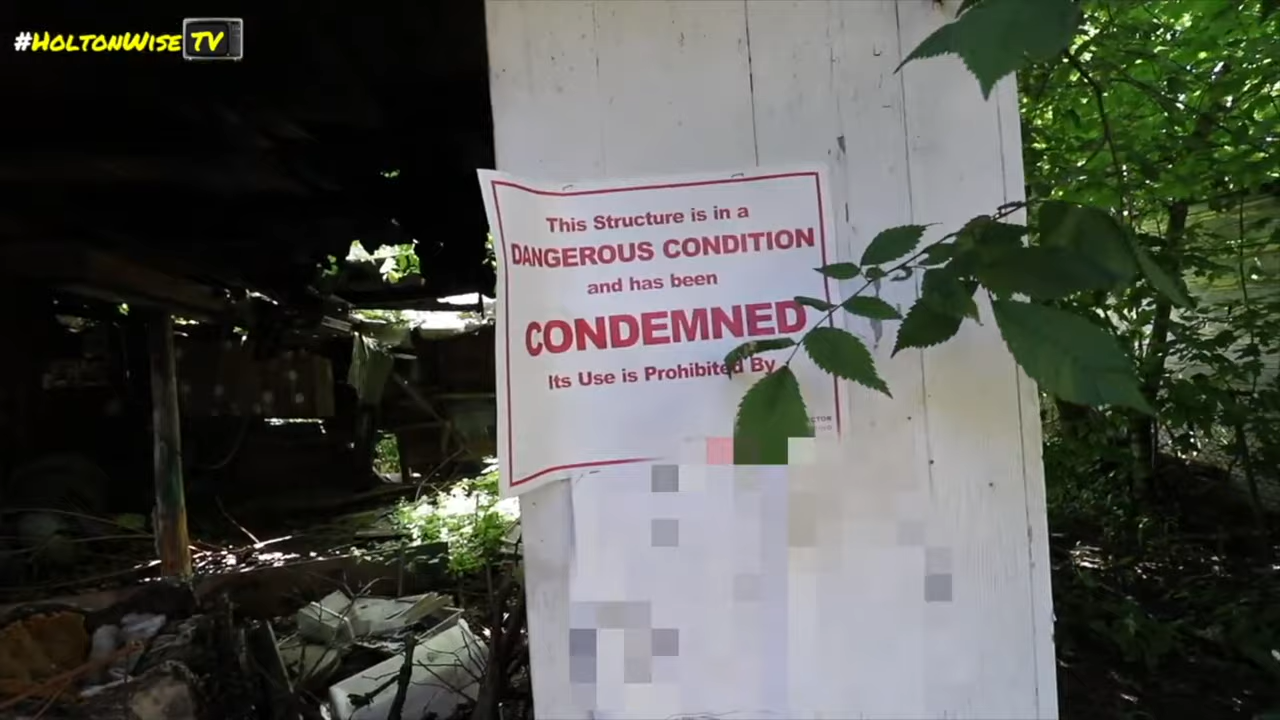 #HOLTONWISE TV
This Structure is in a
DANGEROUS CONDITION
and has been
CONDEMNED
Its Use is Prohibited By